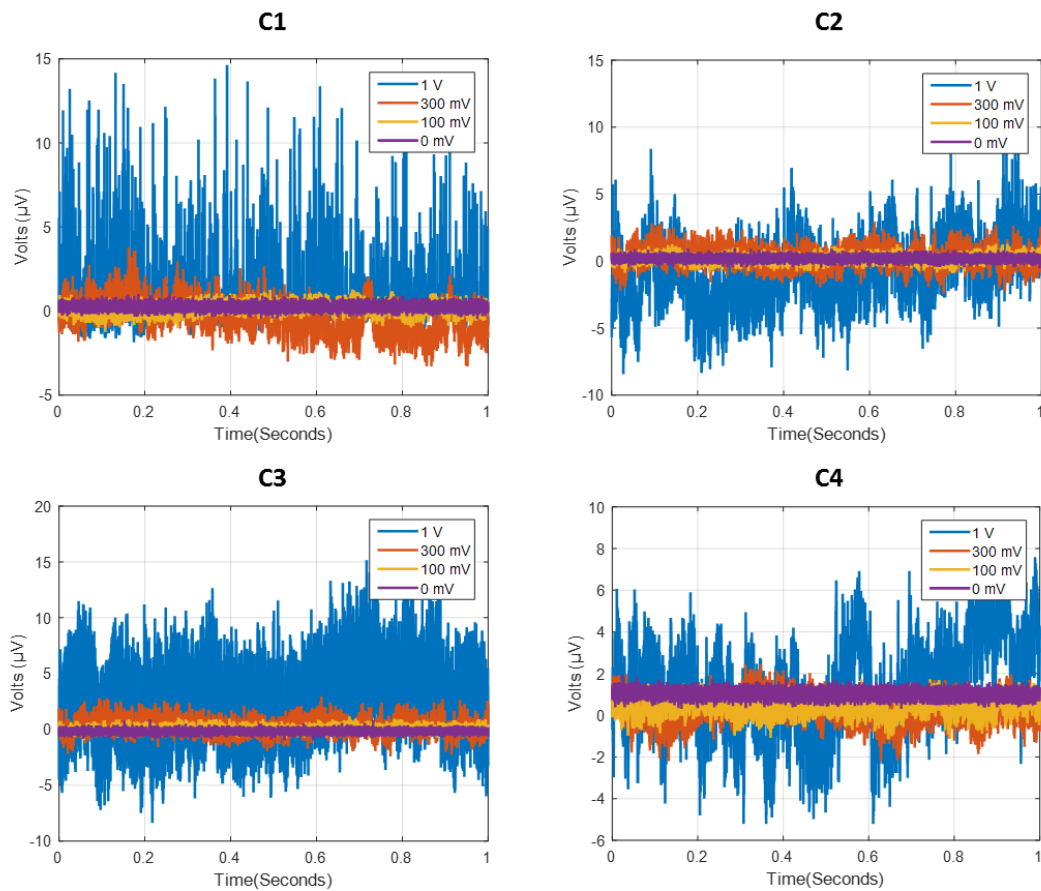 C1
15
10
5
0
-5
Volts (µV)
1 V
300 mV
100 mV
0 mV
0
0.2
0.4
0.6
0.8
1
Time(Seconds)
C2
15
10
5
0
-5
-10
Volts (µV)
1 V
300 mV
100 mV
0 mV
0
0.2
0.4
0.6
0.8
1
Time(Seconds)
C3
20
15
10
5
0
-5
-10
Volts (µV)
1 V
300 mV
100 mV
0 mV
0
0.2
0.4
0.6
0.8
1
Time(Seconds)
C4
10
8
6
4
2
0
-2
-4
-6
Volts (µV)
1 V
300 mV
100 mV
0 mV
0
0.2
0.4
0.6
0.8
1
Time(Seconds)